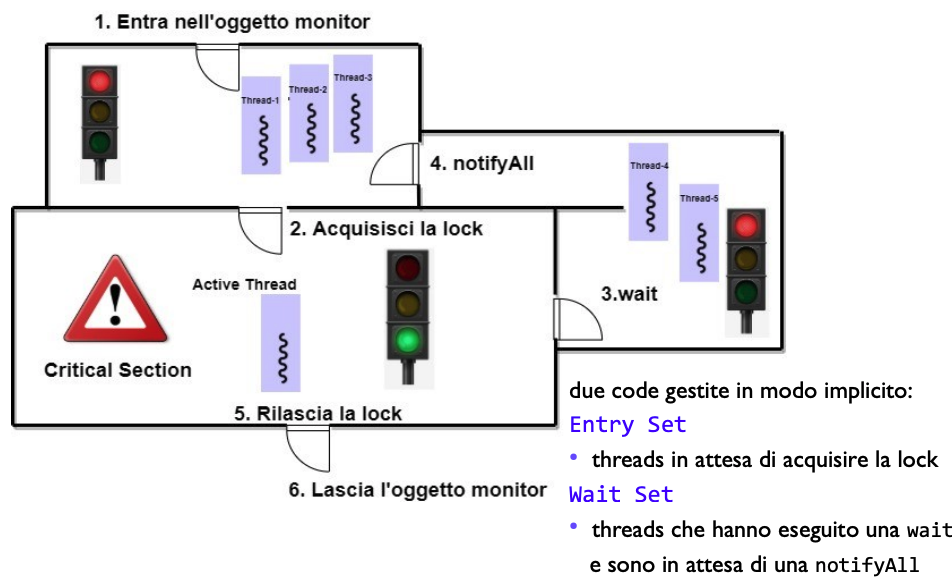 1. Entra nell'oggetto monitor
Thread-1
Thread-2
Thread-3
4. notifyAll
Thread-4
Thread-5
2. Acquisisci la lock
Active Thread
3.wait
Critical Section
5. Rilascia la lock
6. Lascia l'oggetto monitor
due code gestite in modo implicito:
Entry Set
• threads in attesa di acquisire la lock
Wait Set
• threads che hanno eseguito una wait
e sono in attesa di una notifyAll